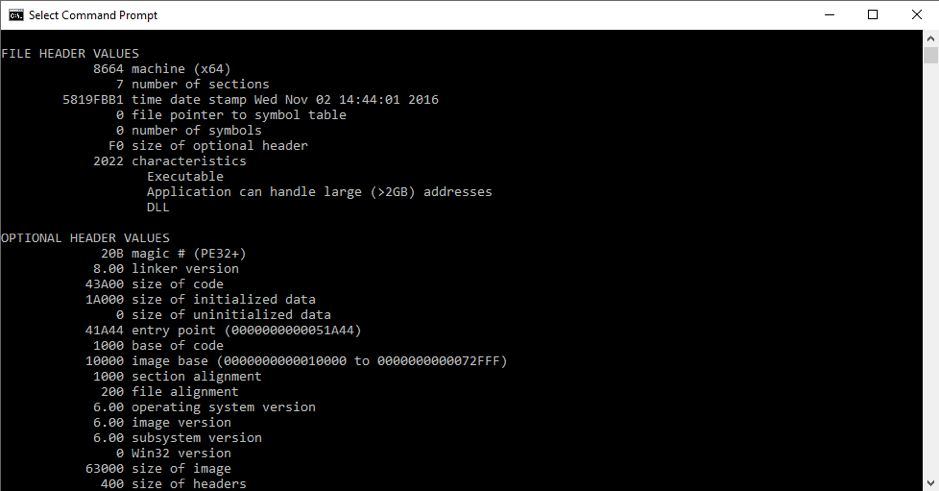 C:\.
Select Command Prompt
FILE HEADER VALUES
8664 machine (x64)
7 number of sections
5819FBB1 time date stamp Wed Nov 02 14:44:01 2016
0 file pointer to symbol table
0 number of symbols
F0 size of optional header
2022 characteristics
Executable
Application can handle large (>2GB) addresses
DLL
OPTIONAL HEADER VALUES
20B magic # (PE32+)
8.00 linker version
43A00 size of code
1A000 size of initialized data
0 size of uninitialized data
41A44 entry point (0000000000051A44)
1000 base of code
10000 image base (0000000000010000 to 0000000000072FFF)
1000 section alignment
200 file alignment
6.00 operating system version
6.00 image version
6.00 subsystem version
0 Win32 version
63000 size of image
400 size of headers